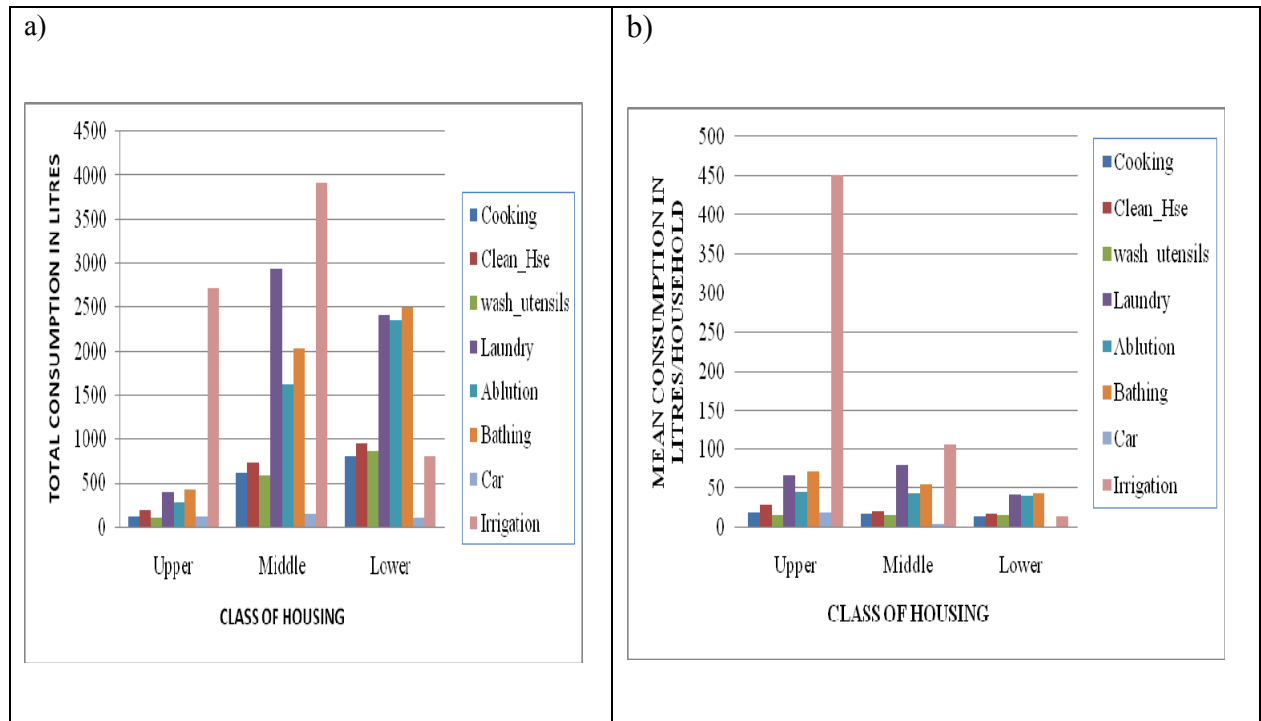 a)
TOTAL CONSUMPTION IN LITRES
4500
4000
3500
3000
2500
2000
1500
1000
500
0
Upper
Middle
Lower
CLASS OF HOUSING
Cooking
Clean_Hse
wash_utensils
Laundry
Ablution
Bathing
Car
Irrigation
b)
MEAN CONSUMPTION IN
LITRES/HOUSEHOLD
500
450
400
350
300
250
200
150
100
50
0
Upper
Middle
Lower
CLASS OF HOUSING
Cooking
Clean_Hse
wash utensils
Laundry
Ablution
Bathing
Car
Irrigation